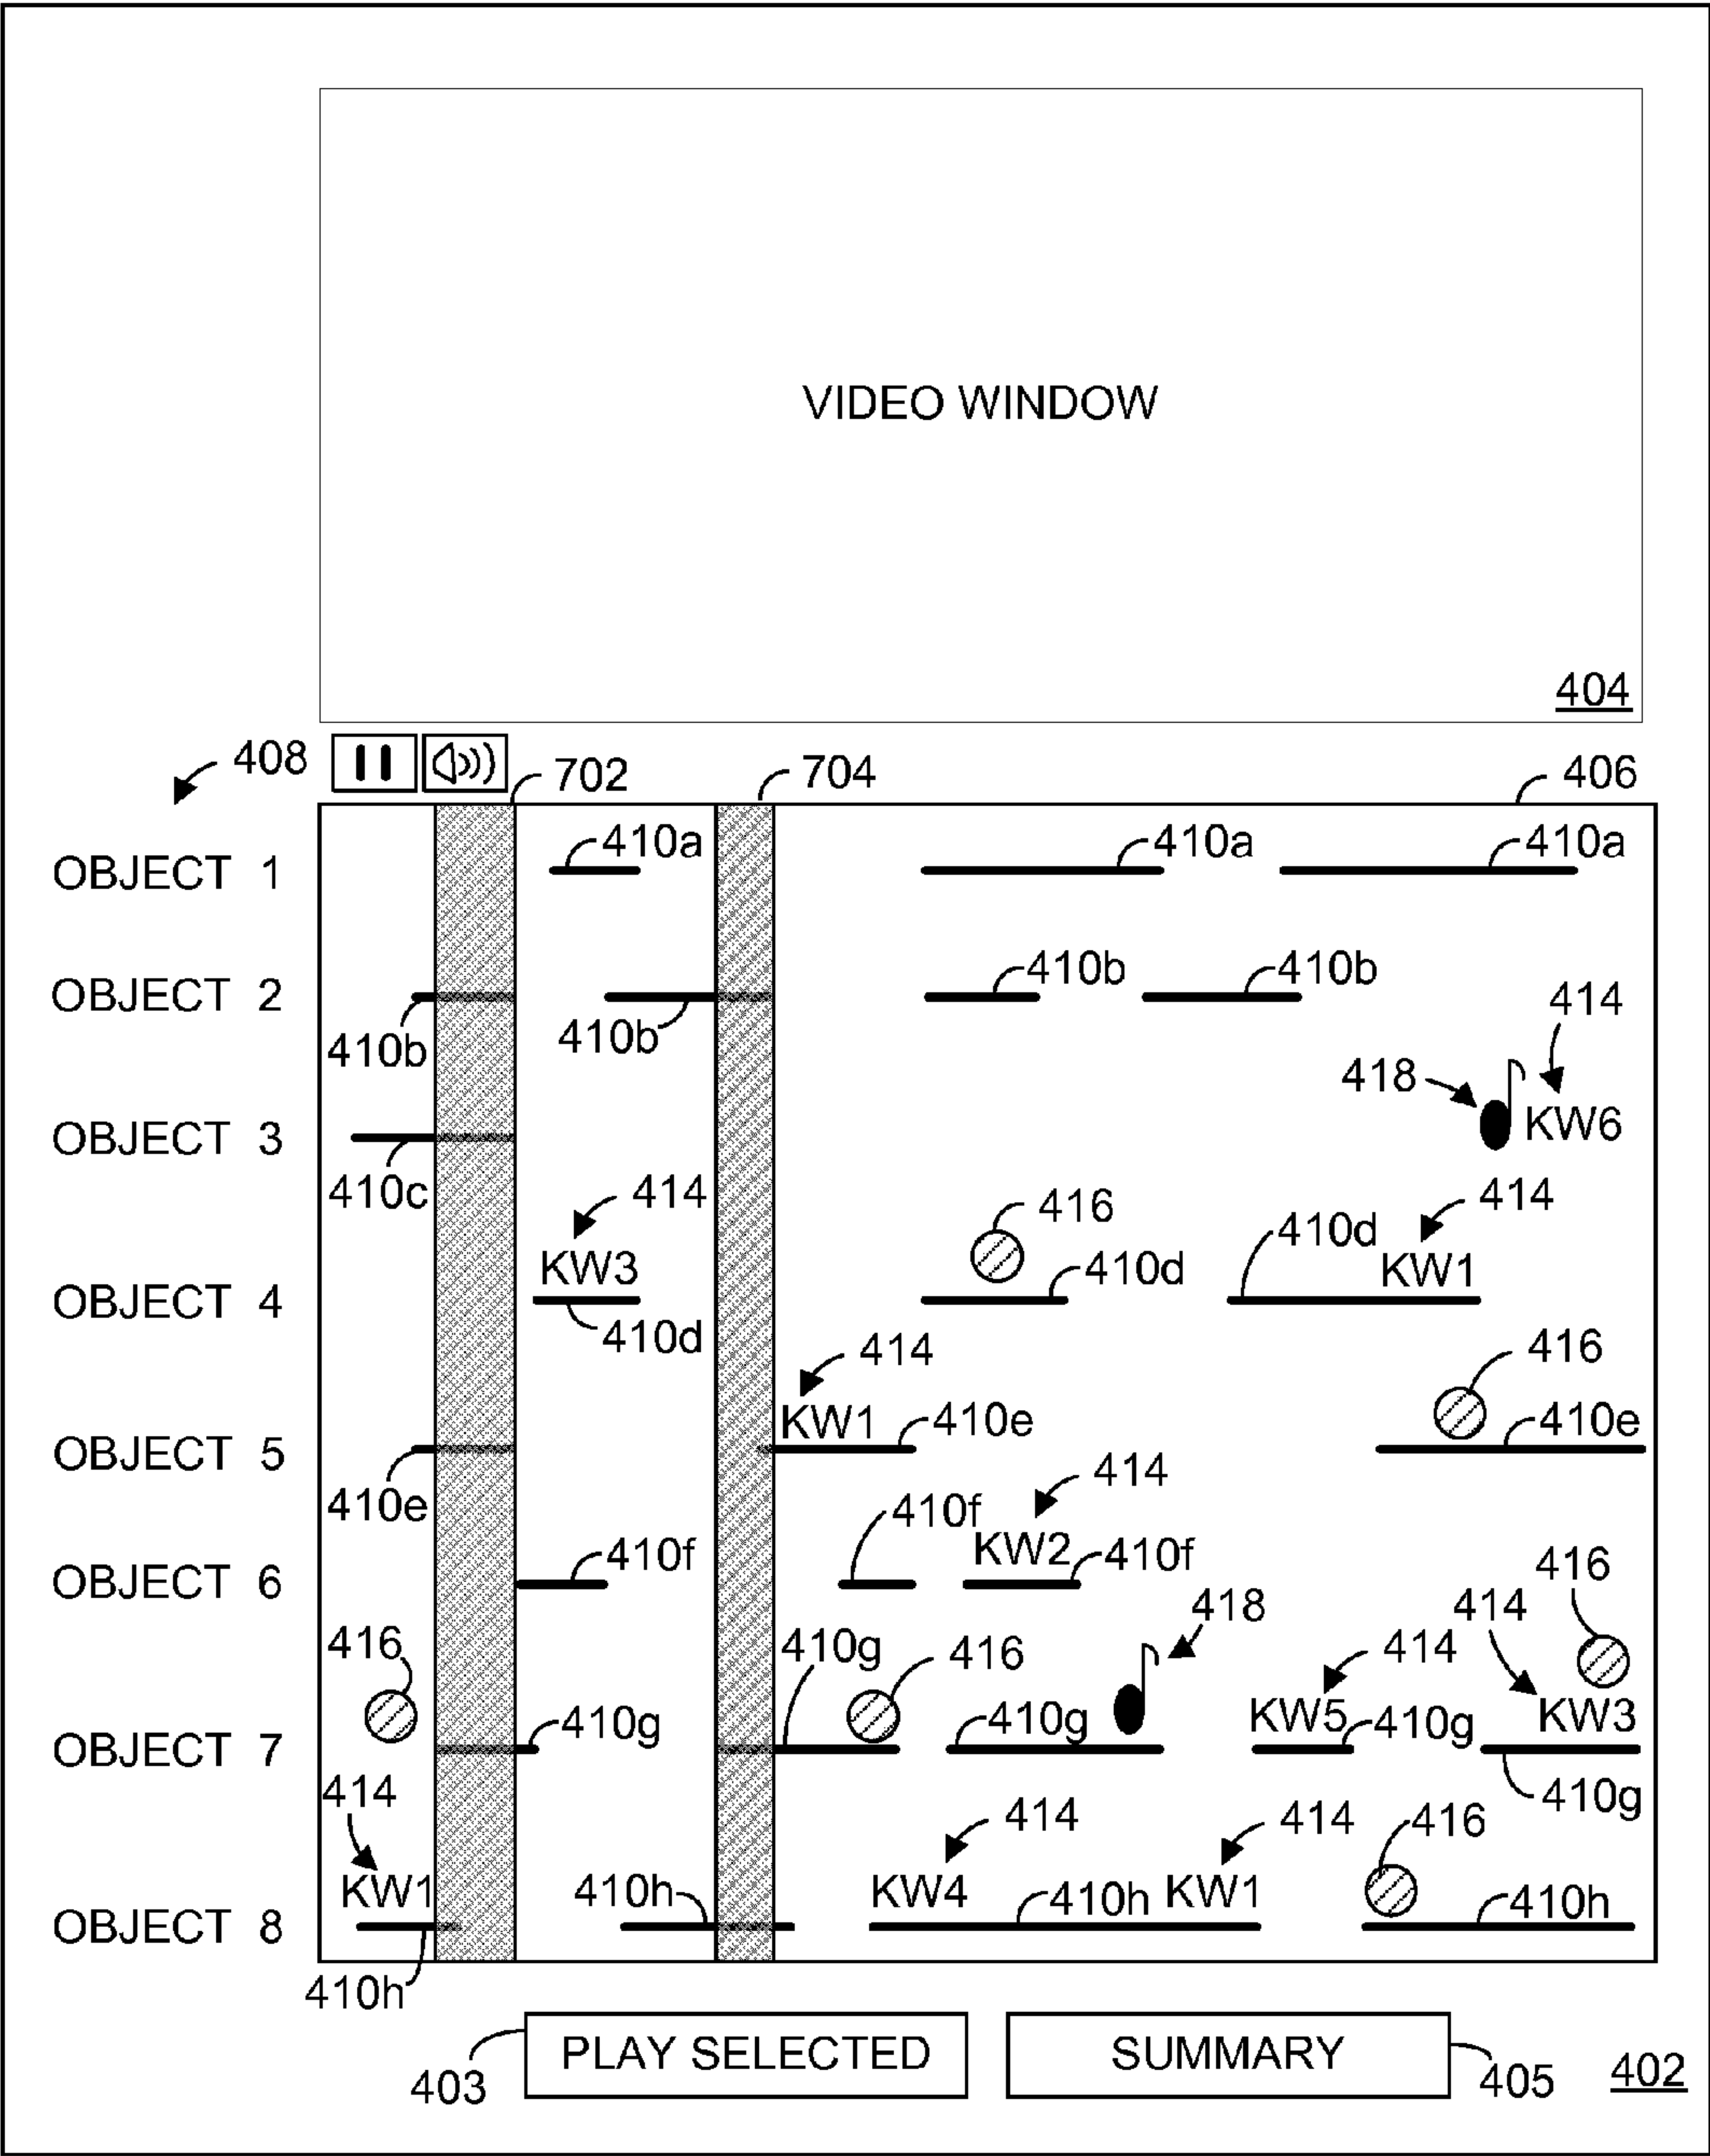 VIDEO WINDOW
404
408
702
704
406
OBJECT 1
410a
410a
410a
OBJECT 2
410b
410b
410b
410b
414
418
KW6
OBJECT 3
410c
414
416
414
KW3
410d
410d
KW1
OBJECT 4
410d
414
416
KW1
410e
410e
OBJECT 5
410e
414
410f
KW2
410f
410f
416
OBJECT 6
418
414
416
410g
416
414
410g
410g
KW5
410g
KW3
OBJECT 7
410g
414
414
414
416
KW1
410h
KW4
410h
KW1
410h
OBJECT 8
410h
PLAY SELECTED
SUMMARY
403
405
402